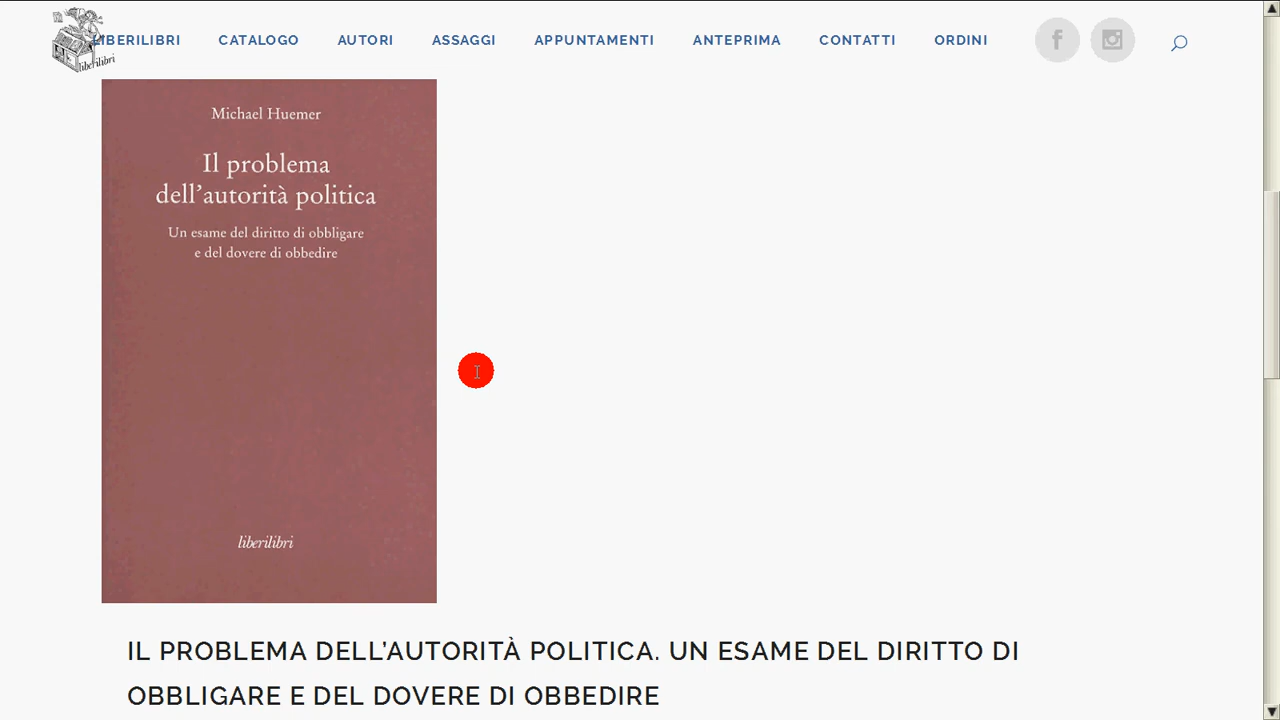 LIBERILIBRI CATALOGO AUTORI ASSAGGI APPUNTAMENTI ANTEPRIMA CONTATTI ORDINI
liberilibri
Michael Huemer
Il problema
dell'autorità politica
Un esame del diritto di obbligare
e del dovere di obbedire
liberilibri
IL PROBLEMA DELL'AUTORITÀ POLITICA. UN ESAME DEL DIRITTO DI
OBBLIGARE E DEL DOVERE DI OBBEDIRE